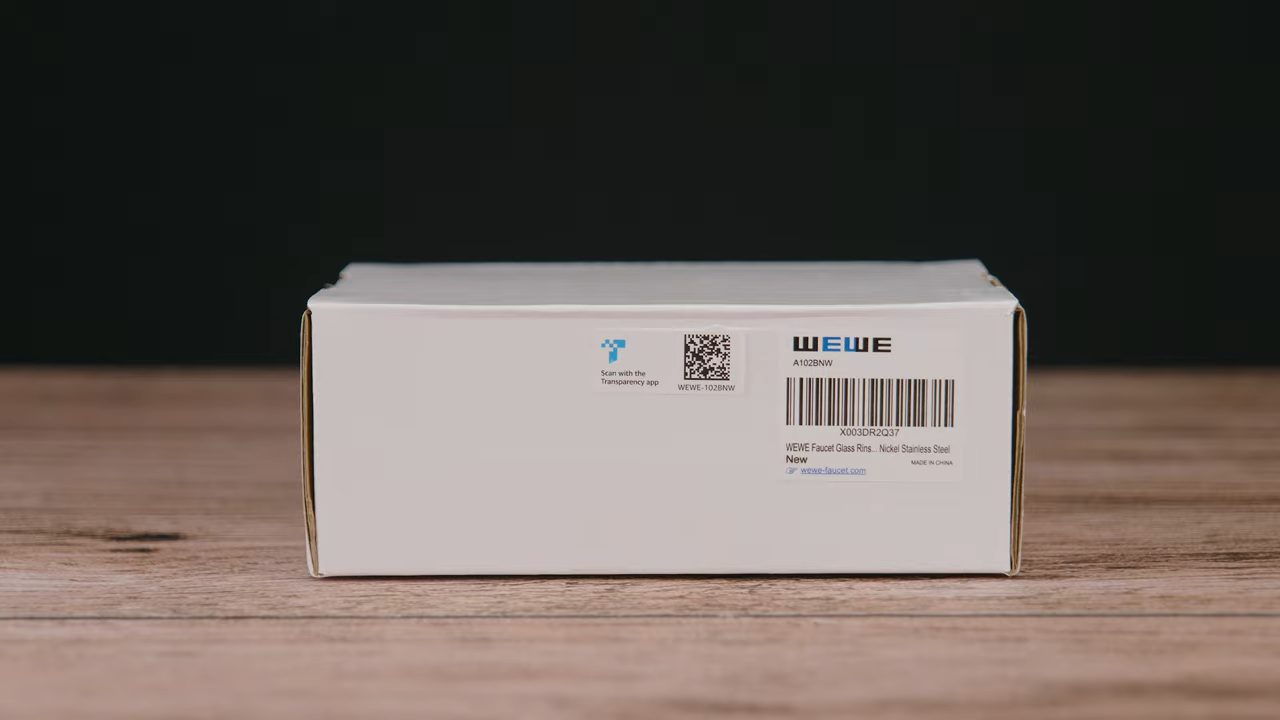 Scan with the
Transparency app
WEWE-102BNW
WEWE
A102BNW
X003DR2Q37
WEWE Faucet Glass Rins... Nickel Stainless Steel
New
MADE IN CHINA
wewe-faucet.com